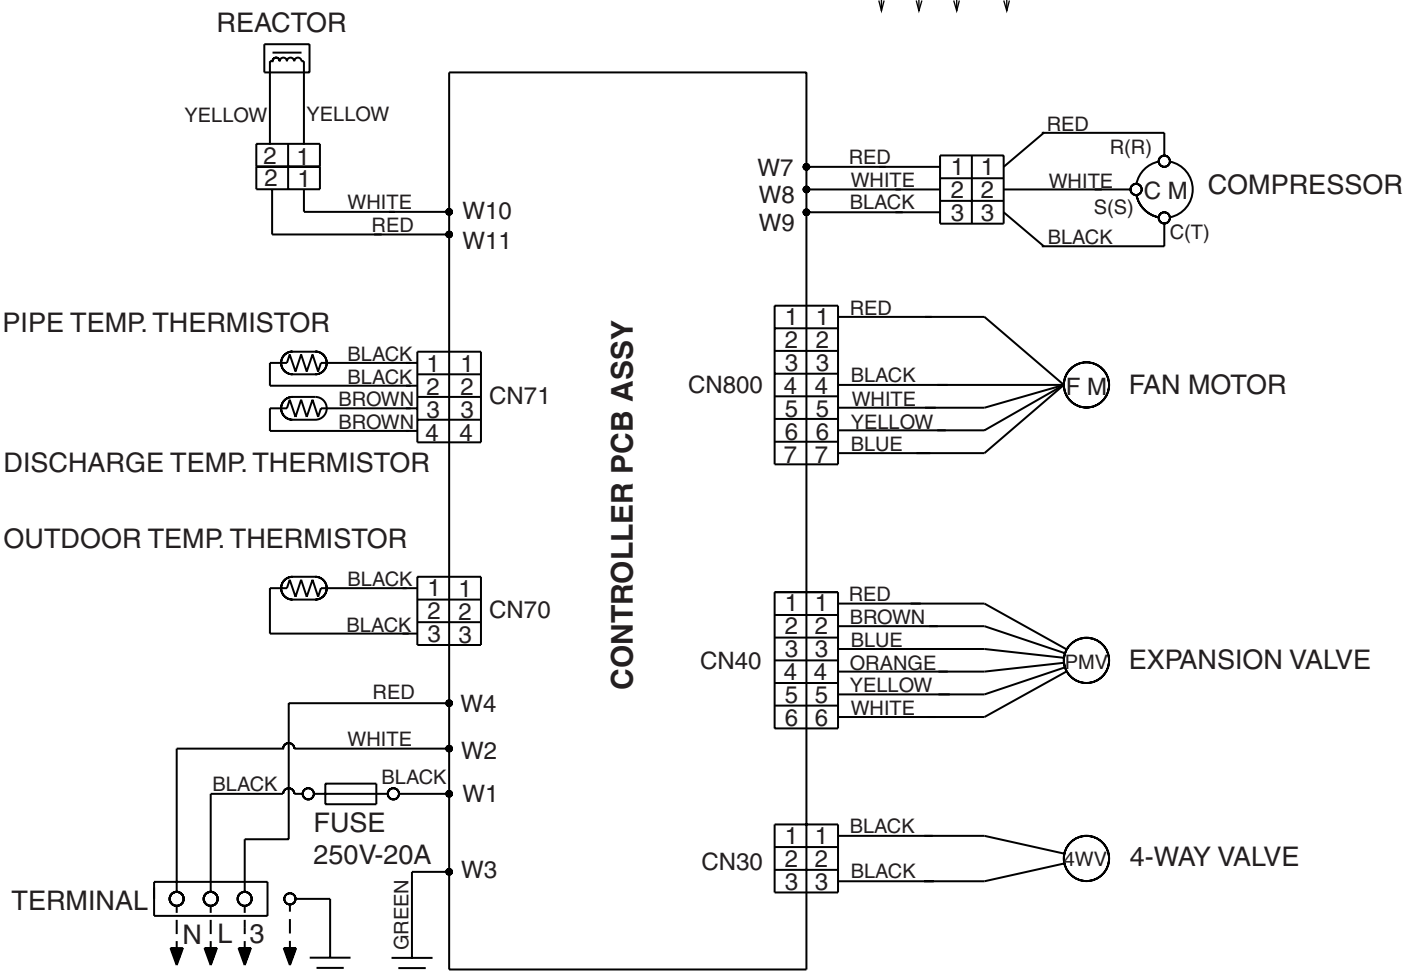 REACTOR
YELLOW YELLOW
2 1
2 1
WHITE W10
RED W11
PIPE TEMP. THERMISTOR
BLACK 1 1
BLACK 2 2
BROWN 3 3
BROWN 4 4
CN71
DISCHARGE TEMP. THERMISTOR
OUTDOOR TEMP. THERMISTOR
BLACK 1 1
2 2
BLACK 3 3
CN70
RED W4
WHITE W2
BLACK BLACK W1
FUSE
250V-20A
W3
GREEN
TERMINAL
N L 3
CONTROLLER PCB ASSY
W7 RED 1 1 RED R(R)
W8 WHITE 2 2 WHITE S(S)
W9 BLACK 3 3 BLACK C(T)
CM COMPRESSOR
CN800
1 1 RED
2 2
3 3
4 4 BLACK
5 5 WHITE
6 6 YELLOW
7 7 BLUE
FM FAN MOTOR
CN40
1 1 RED
2 2 BROWN
3 3 BLUE
4 4 ORANGE
5 5 YELLOW
6 6 WHITE
PMV EXPANSION VALVE
CN30
1 1 BLACK
2 2
3 3 BLACK
4WV 4-WAY VALVE